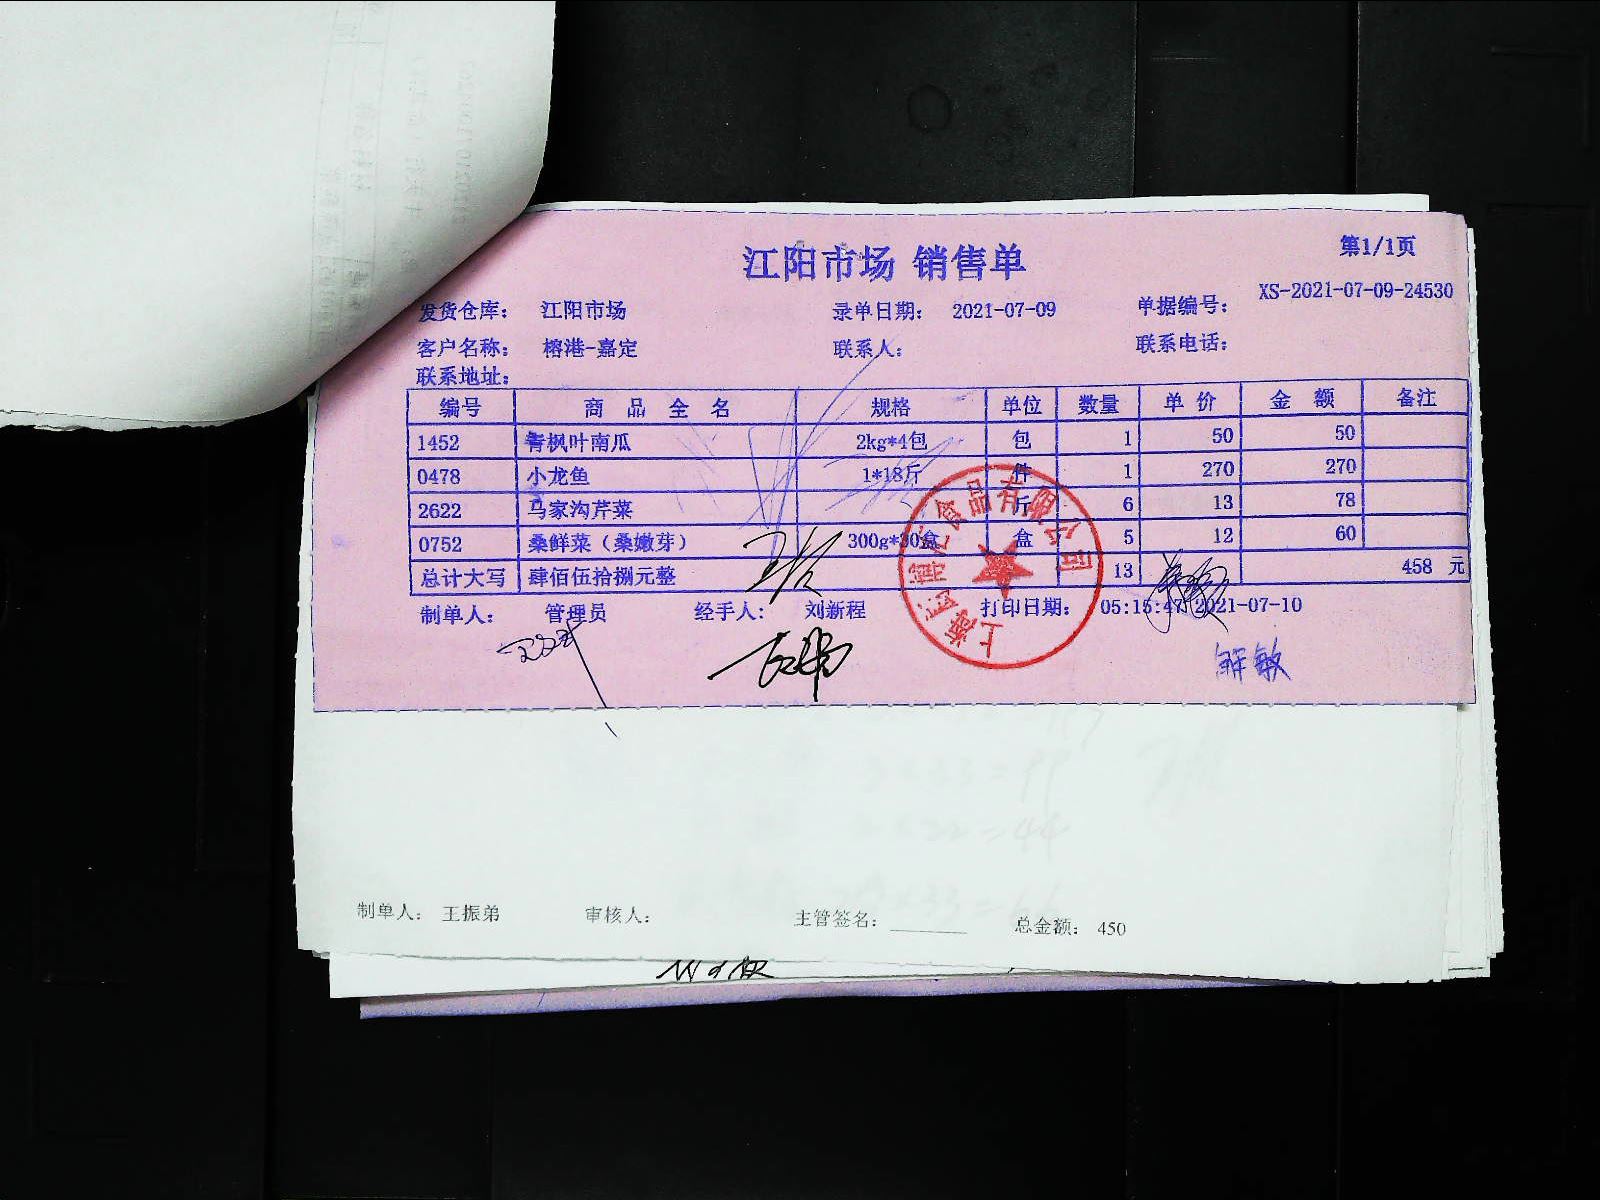 江阳市场 销售单
第1/1页
发货仓库: 江阳市场 录单日期: 2021-07-09 单据编号: XS-2021-07-09-24530
客户名称: 榕港-嘉定 联系人: 联系电话:
联系地址:
编号 商品全名 规格 单位 数量 单价 金额 备注
1452 青枫叶南瓜 2kg*4包 包 1 50 50
0478 小龙鱼 1*18斤 件 1 270 270
2622 马家沟芹菜 斤 6 13 78
0752 桑鲜菜（桑嫩芽） 300g*30盒 盒 5 12 60
总计大写 肆佰伍拾捌元整 13 458 元
制单人: 管理员 经手人: 刘新程 打印日期: 05:15:47 2021-07-10
解敏
制单人: 王振弟 审核人: 主管签名: 总金额: 450